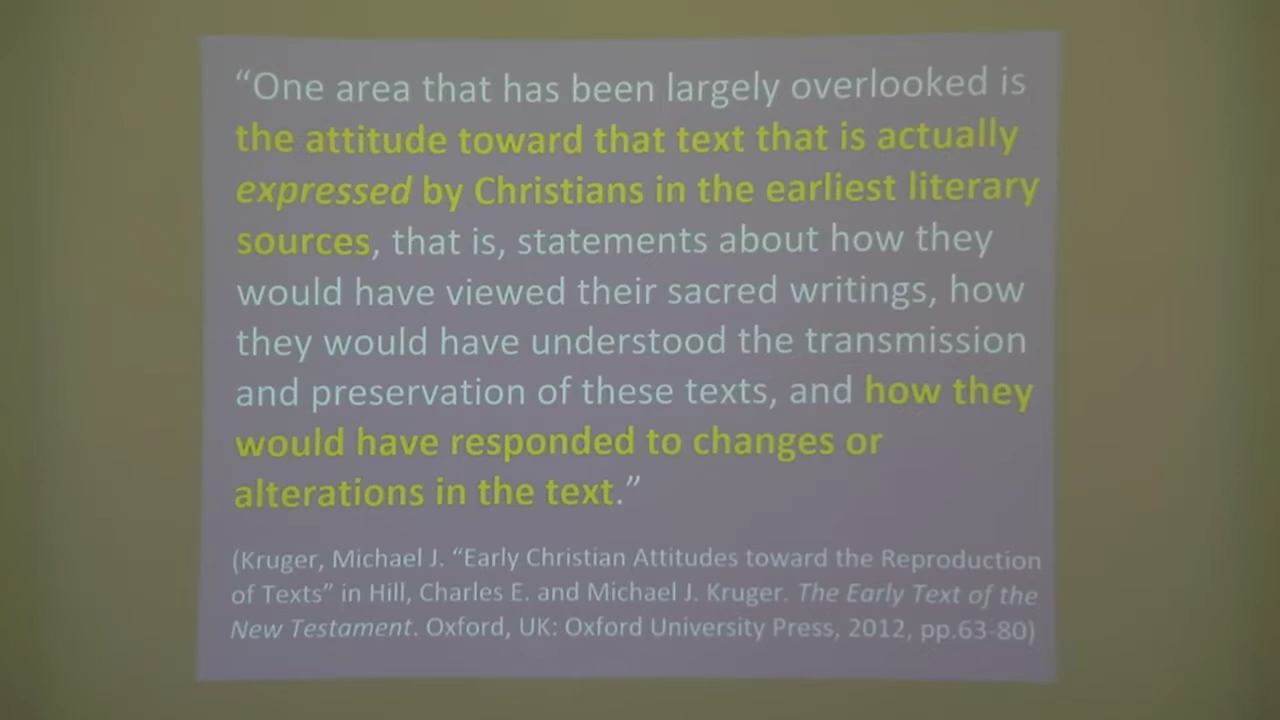 “One area that has been largely overlooked is
the attitude toward that text that is actually
expressed by Christians in the earliest literary
sources, that is, statements about how they
would have viewed their sacred writings, how
they would have understood the transmission
and preservation of these texts, and how they
would have responded to changes or
alterations in the text.”
(Kruger, Michael J. “Early Christian Attitudes toward the Reproduction
of Texts” in Hill, Charles E. and Michael J. Kruger. The Early Text of the
New Testament. Oxford, UK: Oxford University Press, 2012, pp.63-80)